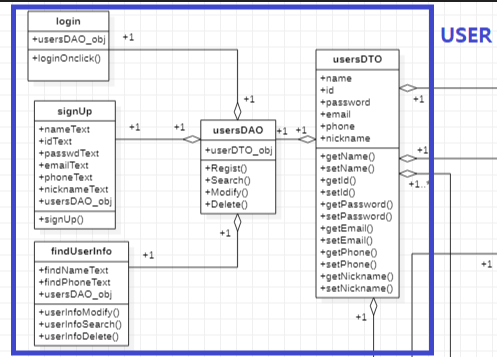 USER
login
+usersDAO_obj
+loginOnclick()
+1
+1
signUp
+nameText
+idText
+passwdText
+emailText
+phoneText
+nicknameText
+usersDAO_obj
+signUp()
+1
+1
findUserInfo
+findNameText
+findPhoneText
+usersDAO_obj
+userInfoModify()
+userInfoSearch()
+userInfoDelete()
+1
+1
usersDAO
+userDTO_obj
+Regist()
+Search()
+Modify()
+Delete()
+1
+1
usersDTO
+name
+id
+password
+email
+phone
+nickname
+getName()
+setName()
+getId()
+setId()
+getPassword()
+setPassword()
+getEmail()
+setEmail()
+getPhone()
+setPhone()
+getNickname()
+setNickname()
+1
+1
+1..*
+1
+1